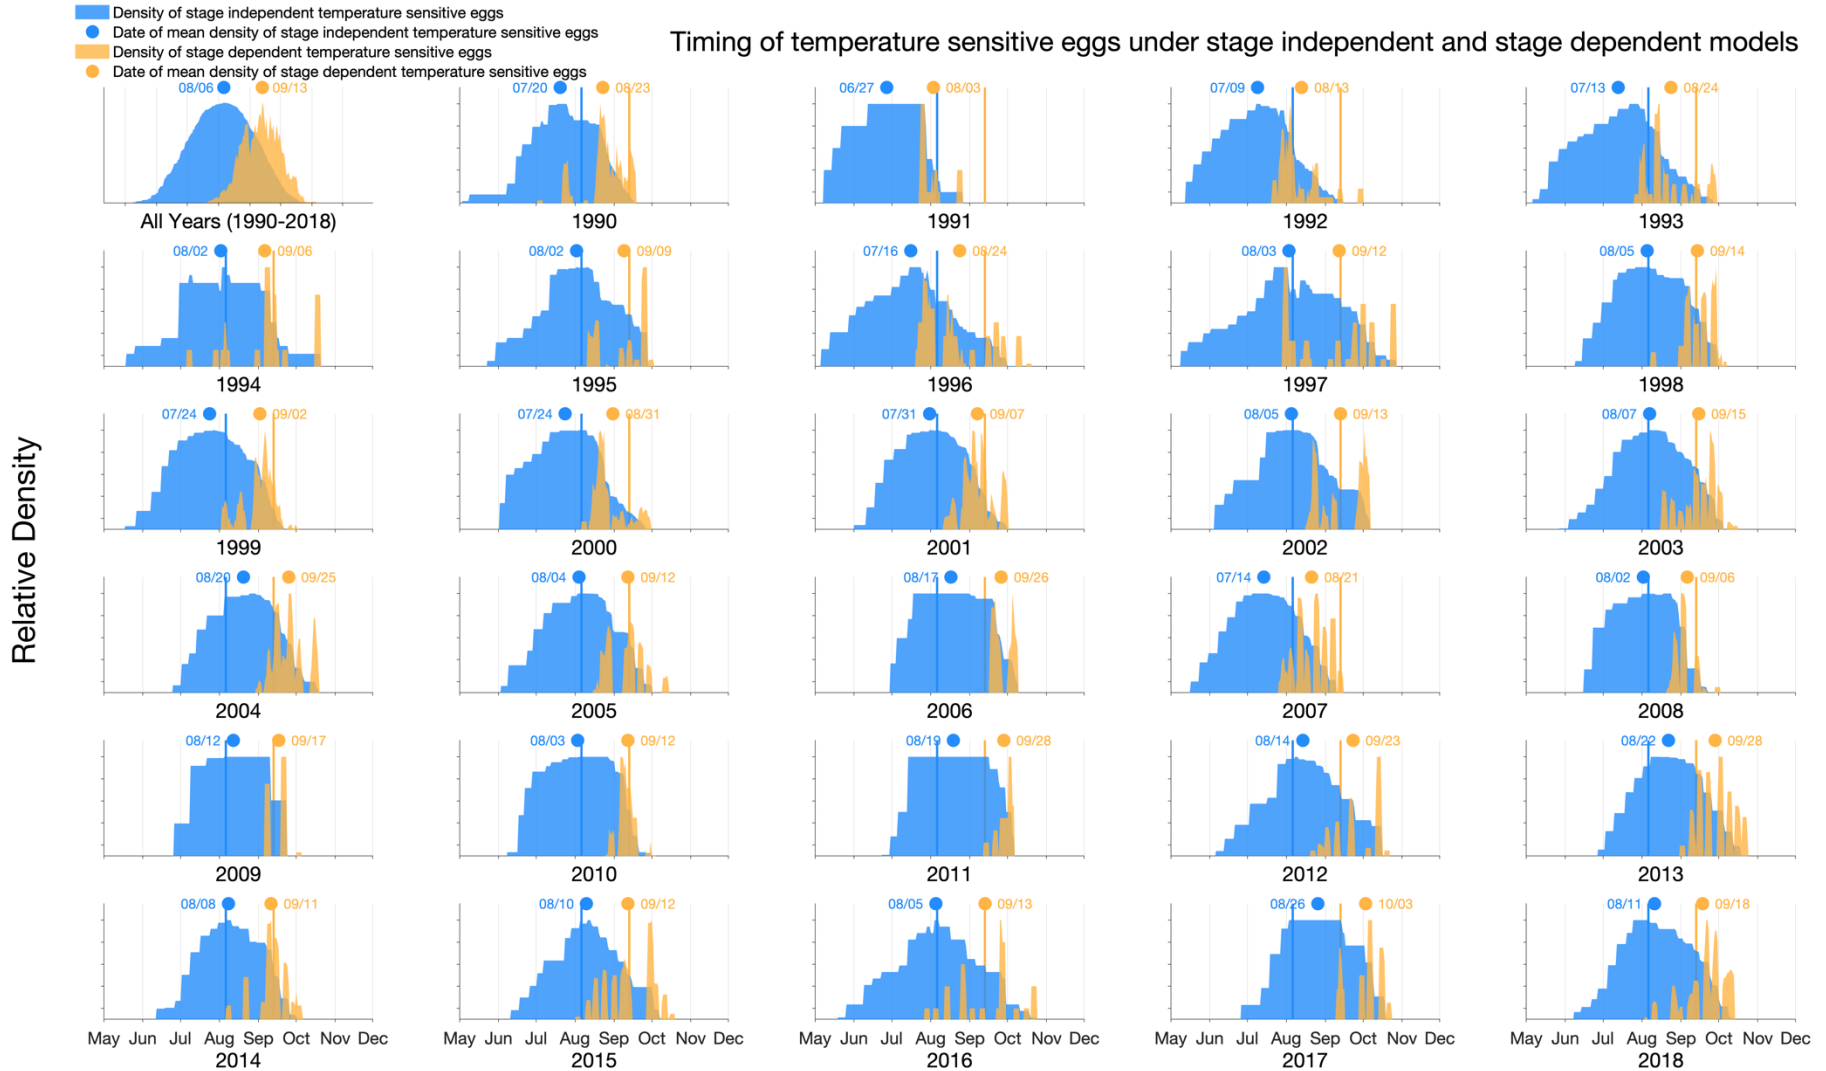 Density of stage independent temperature sensitive eggs
Date of mean density of stage independent temperature sensitive eggs
Density of stage dependent temperature sensitive eggs
Date of mean density of stage dependent temperature sensitive eggs
Timing of temperature sensitive eggs under stage independent and stage dependent models
Relative Density
08/06 09/13 07/20 08/23 06/27 08/03 07/09 08/13 07/13 08/24
All Years (1990-2018) 1990 1991 1992 1993
08/02 09/06 08/02 09/09 07/16 08/24 08/03 09/12 08/05 09/14
1994 1995 1996 1997 1998
07/24 09/02 07/24 08/31 07/31 09/07 08/05 09/13 08/07 09/15
1999 2000 2001 2002 2003
08/20 09/25 08/04 09/12 08/17 09/26 07/14 08/21 08/02 09/06
2004 2005 2006 2007 2008
08/12 09/17 08/03 09/12 08/19 09/28 08/14 09/23 08/22 09/28
2009 2010 2011 2012 2013
08/08 09/11 08/10 09/12 08/05 09/13 08/26 10/03 08/11 09/18
May Jun Jul Aug Sep Oct Nov Dec May Jun Jul Aug Sep Oct Nov Dec May Jun Jul Aug Sep Oct Nov Dec May Jun Jul Aug Sep Oct Nov Dec May Jun Jul Aug Sep Oct Nov Dec
2014 2015 2016 2017 2018